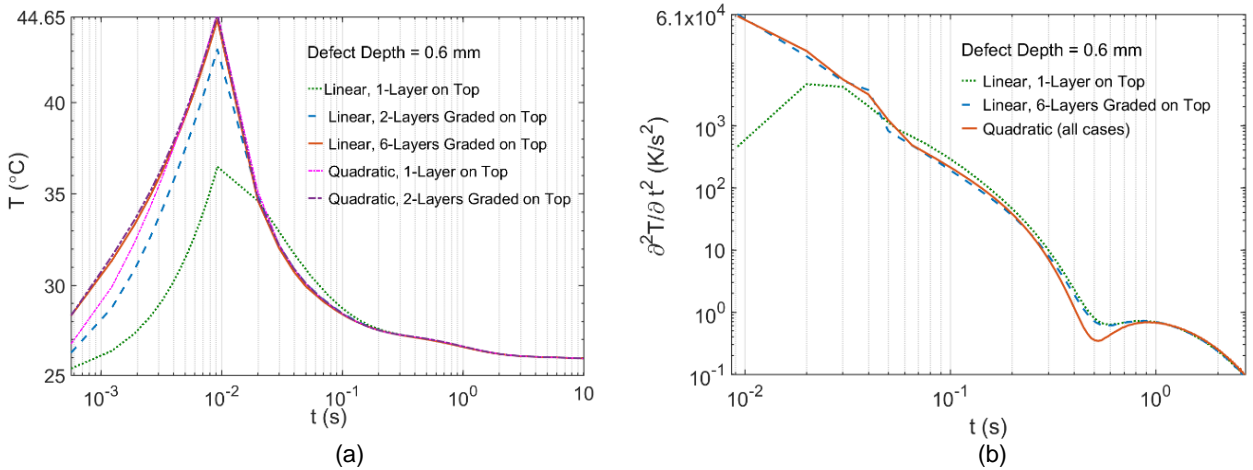 44.65
40
35
30
25
T (°C)
Defect Depth = 0.6 mm
Linear, 1-Layer on Top
Linear, 2-Layers Graded on Top
Linear, 6-Layers Graded on Top
Quadratic, 1-Layer on Top
Quadratic, 2-Layers Graded on Top
10⁻³ 10⁻² 10⁻¹ 10⁰ 10
t (s)
(a)
6.1x10⁴
10³
10²
10
10⁰
10⁻¹
∂²T/∂ t² (K/s²)
Defect Depth = 0.6 mm
Linear, 1-Layer on Top
Linear, 6-Layers Graded on Top
Quadratic (all cases)
10⁻² 10⁻¹ 10⁰
t (s)
(b)